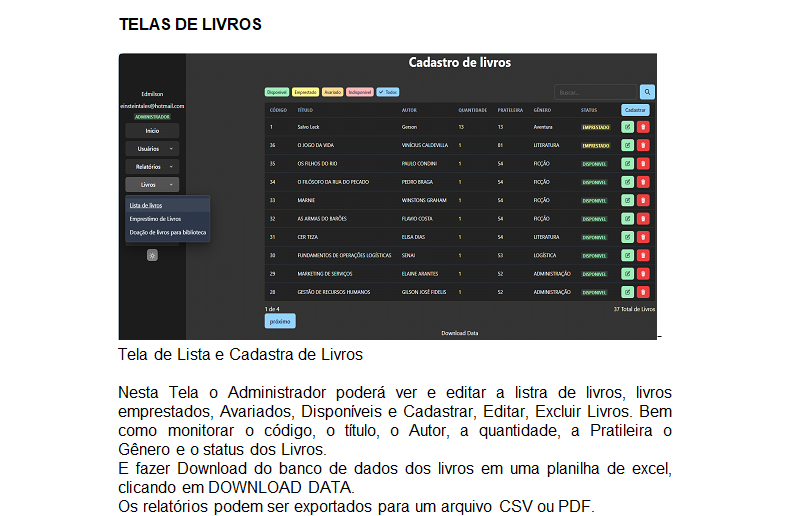 TELAS DE LIVROS
Cadastro de livros
Edmilson
einsteintales@hotmail.com
ADMINISTRADOR
Início
Usuários
Relatórios
Livros
Lista de livros
Emprestimo de Livros
Doação de livros para biblioteca
Disponivel Emprestado Avariado Indisponivel Todos
Buscar...
CÓDIGO TÍTULO AUTOR QUANTIDADE PRATELEIRA GÊNERO STATUS Cadastrar
1 Salvo Leck Gerson 13 13 Aventura EMPRESTADO
36 O JOGO DA VIDA VINÍCIUS CALDEVILLA 1 81 LITERATURA EMPRESTADO
35 OS FILHOS DO RIO PAULO CONDINI 1 54 FICÇÃO DISPONIVEL
34 O FILÓSOFO DA RUA DO PECADO PEDRO BRAGA 1 54 FICÇÃO DISPONIVEL
33 MARNIE WINSTONS GRAHAM 1 54 FICÇÃO DISPONIVEL
32 AS ARMAS DO BARÕES FLAVIO COSTA 1 54 FICÇÃO DISPONIVEL
31 CER TEZA ELISA DIAS 1 54 LITERATURA DISPONIVEL
30 FUNDAMENTOS DE OPERAÇÕES LOGÍSTICAS SENAI 1 53 LOGÍSTICA DISPONIVEL
29 MARKETING DE SERVIÇOS ELAINE ARANTES 1 52 ADMINISTRAÇÃO DISPONIVEL
28 GESTÃO DE RECURSOS HUMANOS GILSON JOSÉ FIDELIS 1 52 ADMINISTRAÇÃO DISPONIVEL
1 de 4 37 Total de Livros
próximo
Download Data
Tela de Lista e Cadastra de Livros
Nesta Tela o Administrador poderá ver e editar a listra de livros, livros
emprestados, Avariados, Disponíveis e Cadastrar, Editar, Excluir Livros. Bem
como monitorar o código, o título, o Autor, a quantidade, a Pratileira o
Gênero e o status dos Livros.
E fazer Download do banco de dados dos livros em uma planilha de excel,
clicando em DOWNLOAD DATA.
Os relatórios podem ser exportados para um arquivo CSV ou PDF.